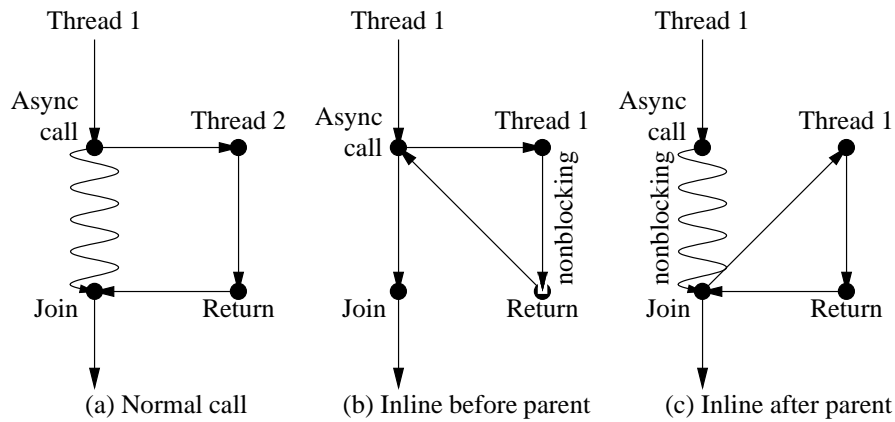 Thread 1
Async
call
Thread 2
Join
Return
(a) Normal call
Thread 1
Async
call
Thread 1
nonblocking
Join
Return
(b) Inline before parent
Thread 1
Async
call
Thread 1
nonblocking
Join
Return
(c) Inline after parent